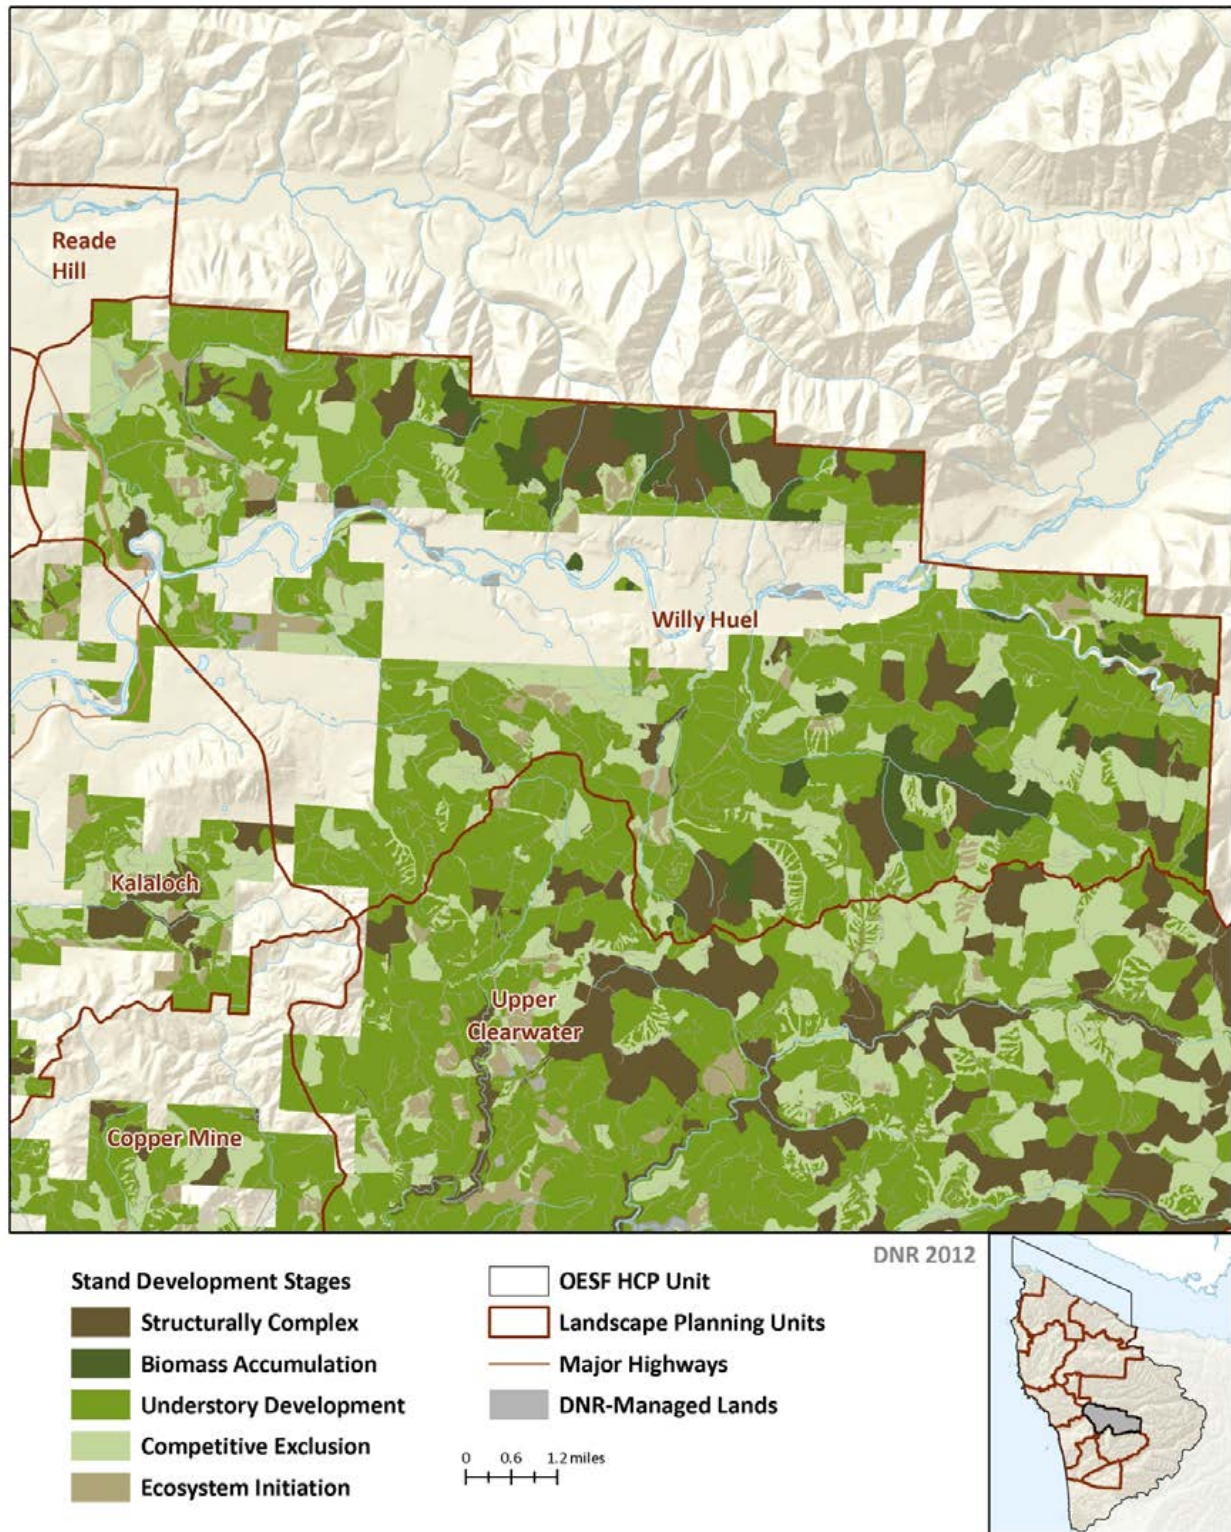 Reade
Hill
Willy Huel
Kalaloch
Upper
Clearwater
Copper Mine
DNR 2012
Stand Development Stages
Structurally Complex
Biomass Accumulation
Understory Development
Competitive Exclusion
Ecosystem Initiation
OESF HCP Unit
Landscape Planning Units
Major Highways
DNR-Managed Lands
0 0.6 1.2 miles